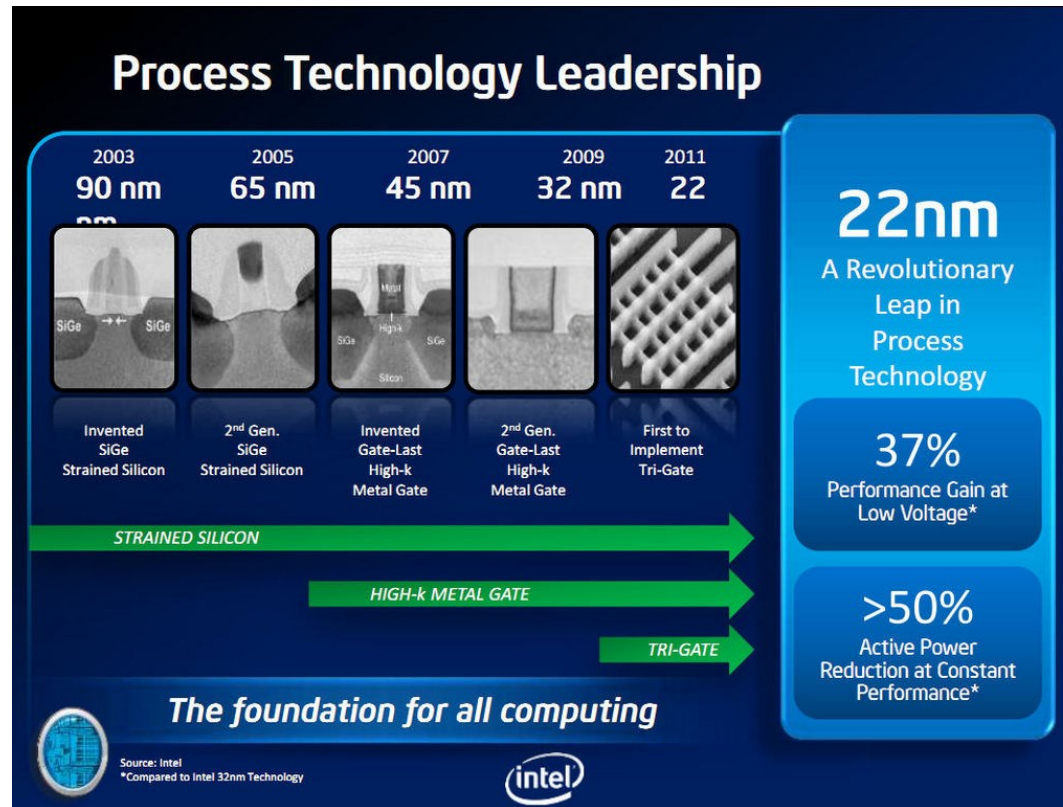 Process Technology Leadership
2003
90 nm
nm
2005
65 nm
2007
45 nm
2009
32 nm
2011
22
SiGe
SiGe
Metal
High-k
SiGe
SiGe
Silicon
Invented
SiGe
Strained Silicon
2nd Gen.
SiGe
Strained Silicon
Invented
Gate-Last
High-k
Metal Gate
2nd Gen.
Gate-Last
High-k
Metal Gate
First to
Implement
Tri-Gate
STRAINED SILICON
HIGH-k METAL GATE
TRI-GATE
22nm
A Revolutionary
Leap in
Process
Technology
37%
Performance Gain at
Low Voltage*
>50%
Active Power
Reduction at Constant
Performance*
The foundation for all computing
Source: Intel
*Compared to Intel 32nm Technology
intel